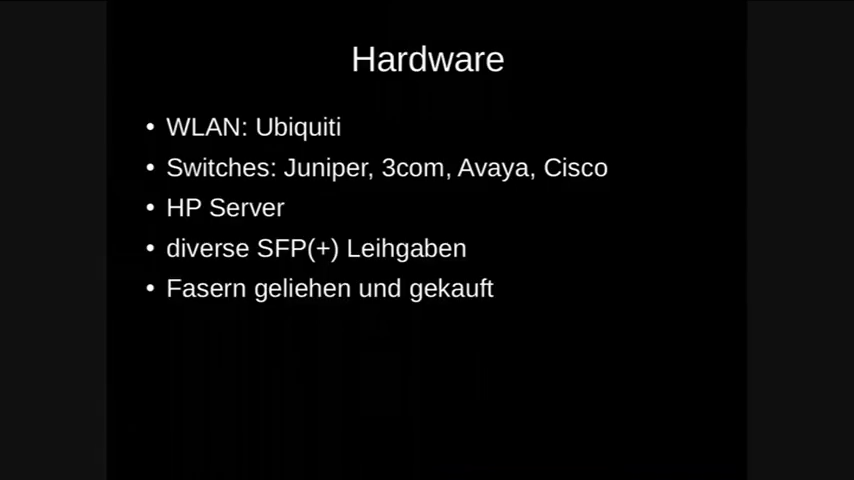 Hardware
• WLAN: Ubiquiti
• Switches: Juniper, 3com, Avaya, Cisco
• HP Server
• diverse SFP(+) Leihgaben
• Fasern geliehen und gekauft